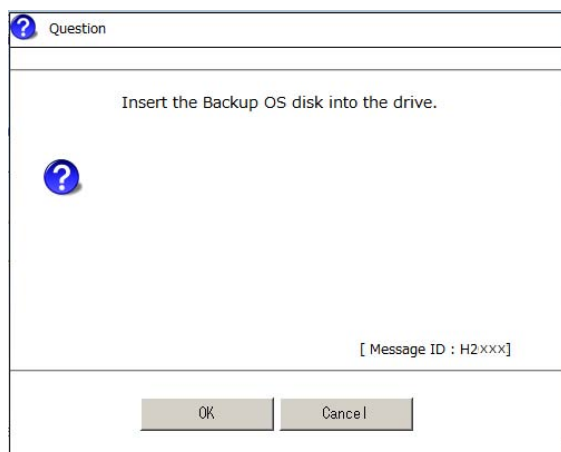 Question
Insert the Backup OS disk into the drive.
[ Message ID : H2xxx]
OK
Cancel